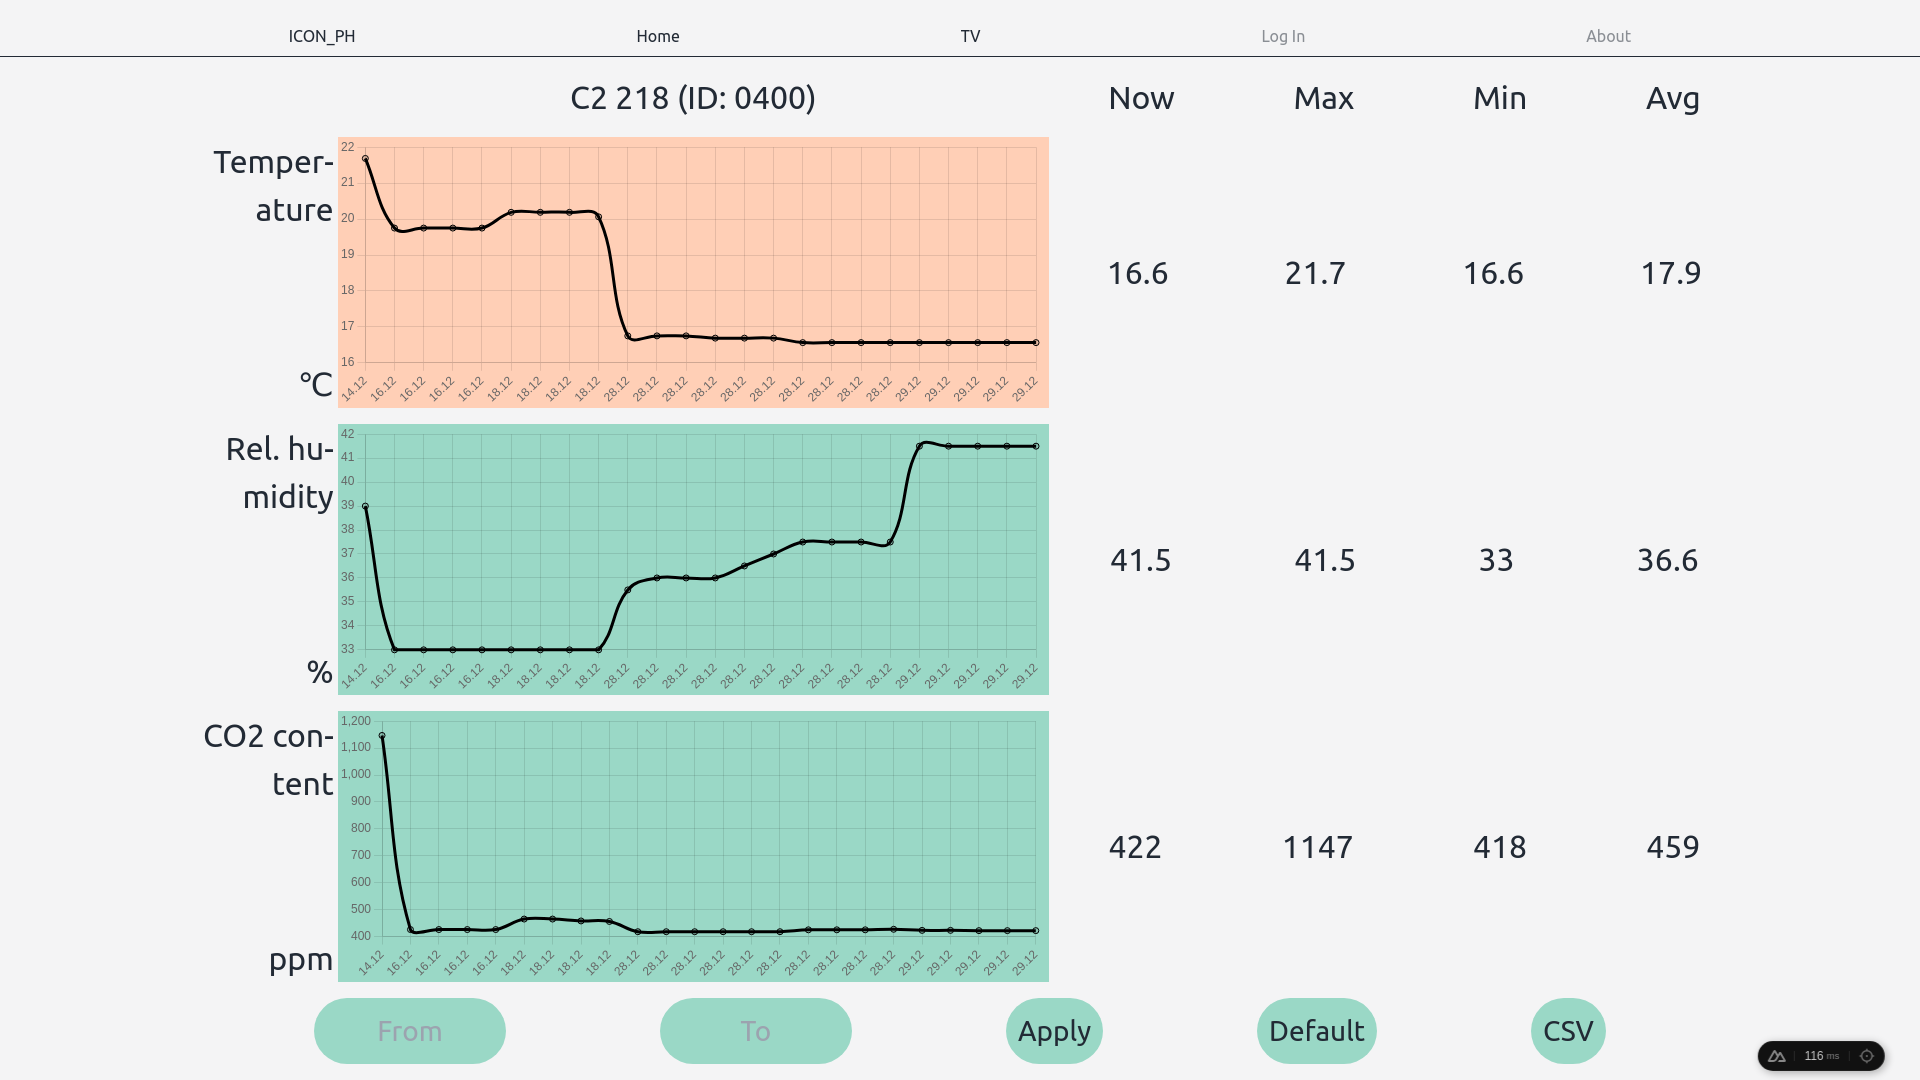 ICON_PH Home TV Log In About
C2 218 (ID: 0400) Now Max Min Avg
Temper-
ature
°C
22
21
20
19
18
17
16
14.12 16.12 16.12 16.12 16.12 18.12 18.12 18.12 18.12 28.12 28.12 28.12 28.12 28.12 28.12 28.12 28.12 28.12 28.12 29.12 29.12 29.12 29.12 29.12
16.6 21.7 16.6 17.9
Rel. hu-
midity
%
42
41
40
39
38
37
36
35
34
33
14.12 16.12 16.12 16.12 16.12 18.12 18.12 18.12 18.12 28.12 28.12 28.12 28.12 28.12 28.12 28.12 28.12 28.12 28.12 29.12 29.12 29.12 29.12 29.12
41.5 41.5 33 36.6
CO2 con-
tent
ppm
1,200
1,100
1,000
900
800
700
600
500
400
14.12 16.12 16.12 16.12 16.12 18.12 18.12 18.12 18.12 28.12 28.12 28.12 28.12 28.12 28.12 28.12 28.12 28.12 28.12 29.12 29.12 29.12 29.12 29.12
422 1147 418 459
From To Apply Default CSV
116 ms